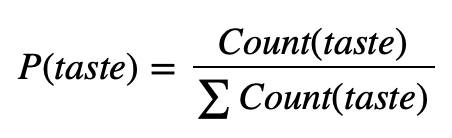 P(taste) = Count(taste) / ∑ Count(taste)